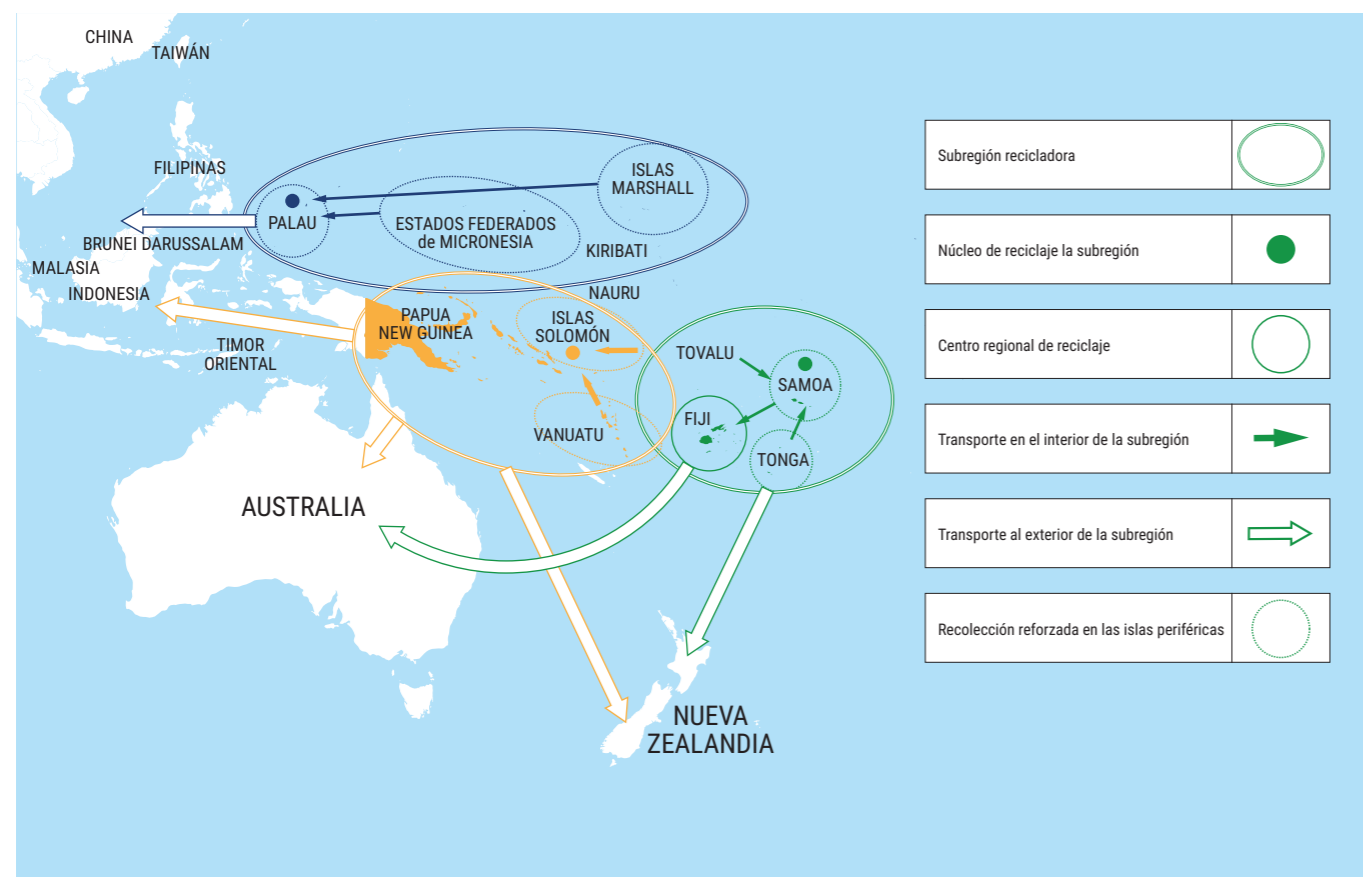 CHINA
TAIWÁN
FILIPINAS
ISLAS
MARSHALL
PALAU
ESTADOS FEDERADOS
de MICRONESIA
BRUNEI DARUSSALAM
KIRIBATI
MALASIA
INDONESIA
NAURU
PAPUA
NEW GUINEA
ISLAS
SOLOMÓN
TIMOR
ORIENTAL
TOVALU
SAMOA
FIJI
VANUATU
TONGA
AUSTRALIA
NUEVA
ZEALANDIA
Subregión recicladora
Núcleo de reciclaje la subregión
Centro regional de reciclaje
Transporte en el interior de la subregión
Transporte al exterior de la subregión
Recolección reforzada en las islas periféricas